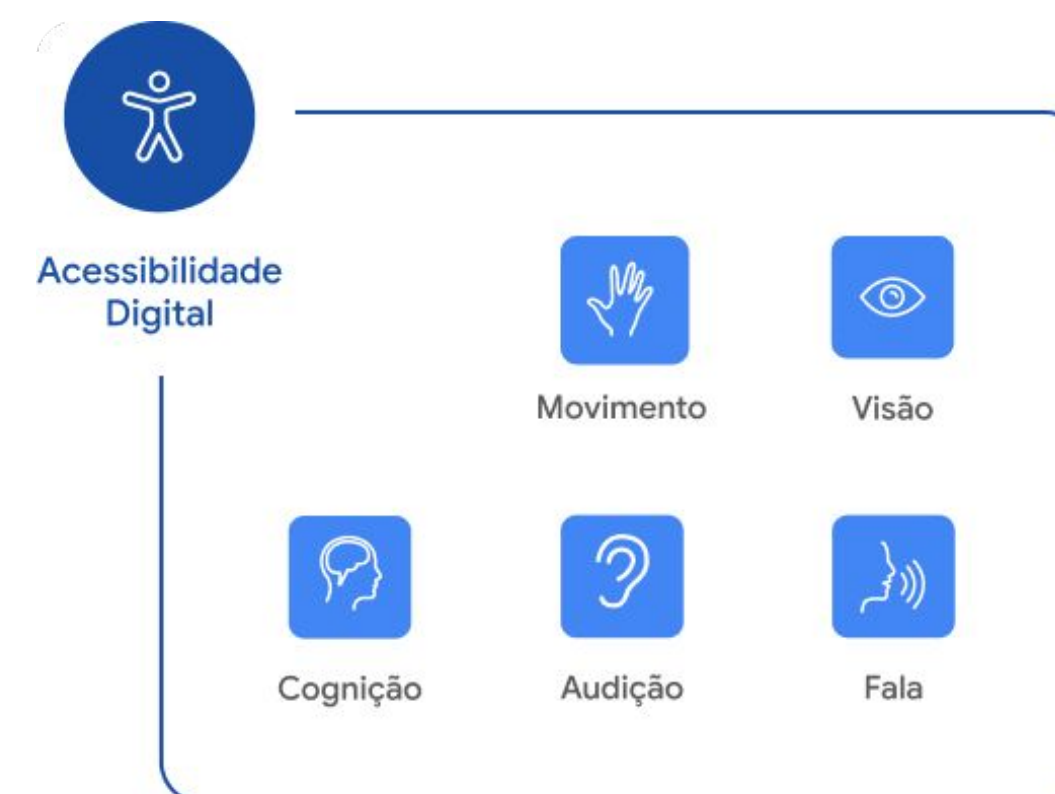 Acessibilidade
Digital
Movimento
Visão
Cognição
Audição
Fala